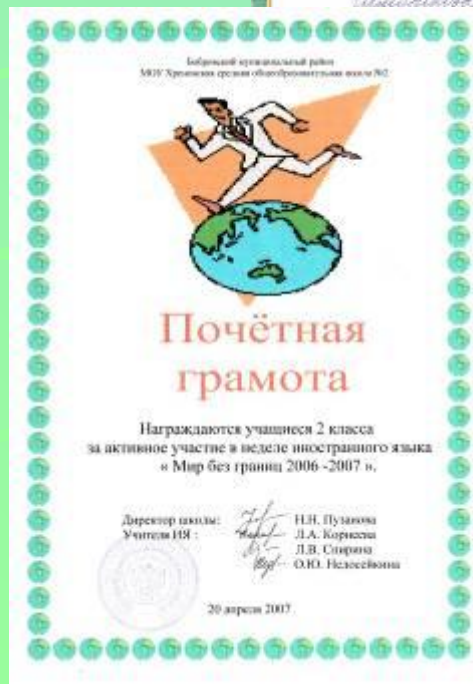 Бобровский муниципальный район
МОУ Хреновская средняя общеобразовательная школа №2
Почётная
грамота
Награждаются учащиеся 2 класса
за активное участие в неделе иностранного языка
« Мир без границ 2006 -2007 ».
Директор школы: Н.Н. Пузанова
Учителя ИЯ : Л.А. Корнеева
Л.В. Спирина
О.Ю. Недосейкина
20 апреля 2007